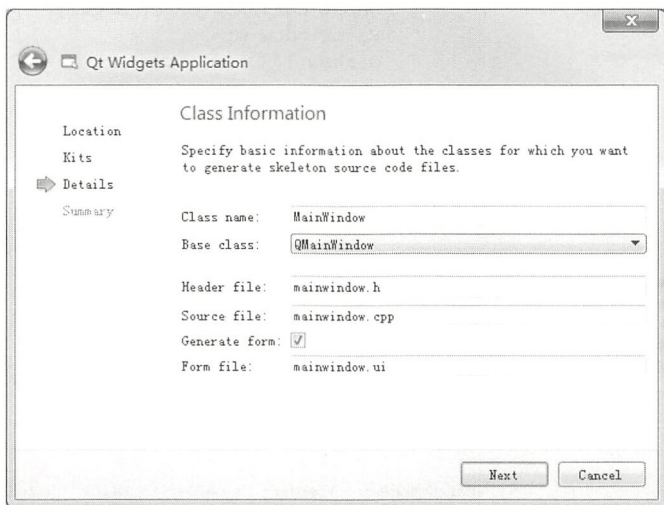 Qt Widgets Application
Location
Kits
Details
Summary
Class Information
Specify basic information about the classes for which you want
to generate skeleton source code files.
Class name: MainWindow
Base class: QMainWindow
Header file: mainwindow.h
Source file: mainwindow.cpp
Generate form:
Form file: mainwindow.ui
Next
Cancel